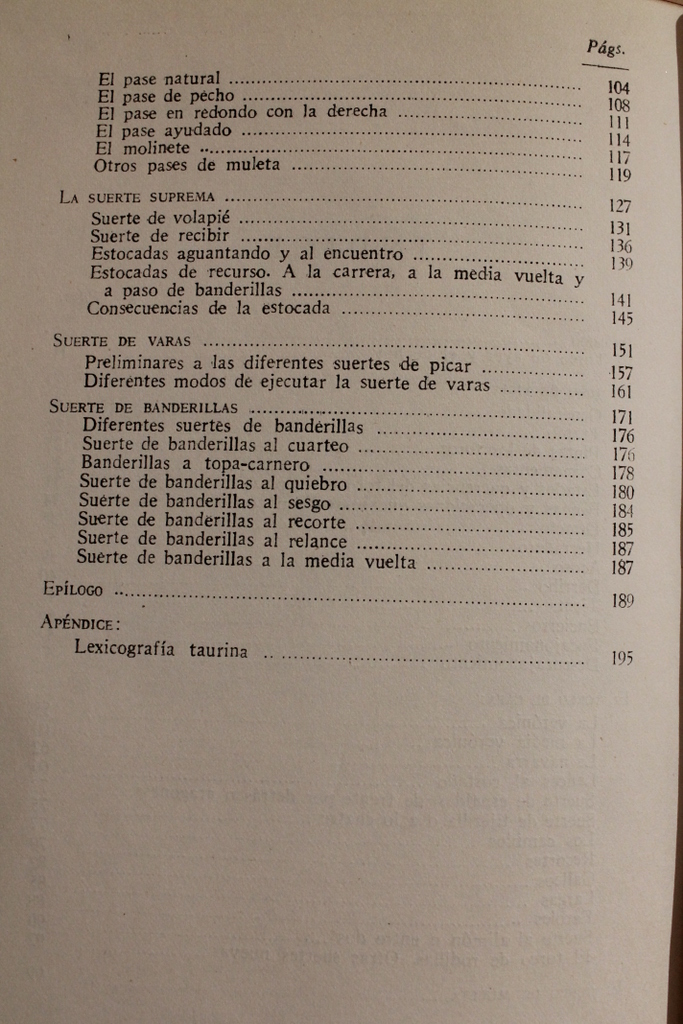 Págs.
El pase natural ........ 104
El pase de pecho ........ 108
El pase en redondo con la derecha ........ 111
El pase ayudado ........ 114
El molinete ........ 117
Otros pases de muleta ........ 119
LA SUERTE SUPREMA ........ 127
Suerte de volapié ........ 131
Suerte de recibir ........ 136
Estocadas aguantando y al encuentro ........ 139
Estocadas de recurso. A la carrera, a la media vuelta y
a paso de banderillas ........ 141
Consecuencias de la estocada ........ 145
SUERTE DE VARAS ........ 151
Preliminares a las diferentes suertes de picar ........ 157
Diferentes modos de ejecutar la suerte de varas ........ 161
SUERTE DE BANDERILLAS ........ 171
Diferentes suertes de banderillas ........ 176
Suerte de banderillas al cuarteo ........ 176
Banderillas a topa-carnero ........ 178
Suerte de banderillas al quiebro ........ 180
Suerte de banderillas al sesgo ........ 184
Suerte de banderillas al recorte ........ 185
Suerte de banderillas al relance ........ 187
Suerte de banderillas a la media vuelta ........ 187
EPÍLOGO ........ 189
APÉNDICE:
Lexicografía taurina ........ 195